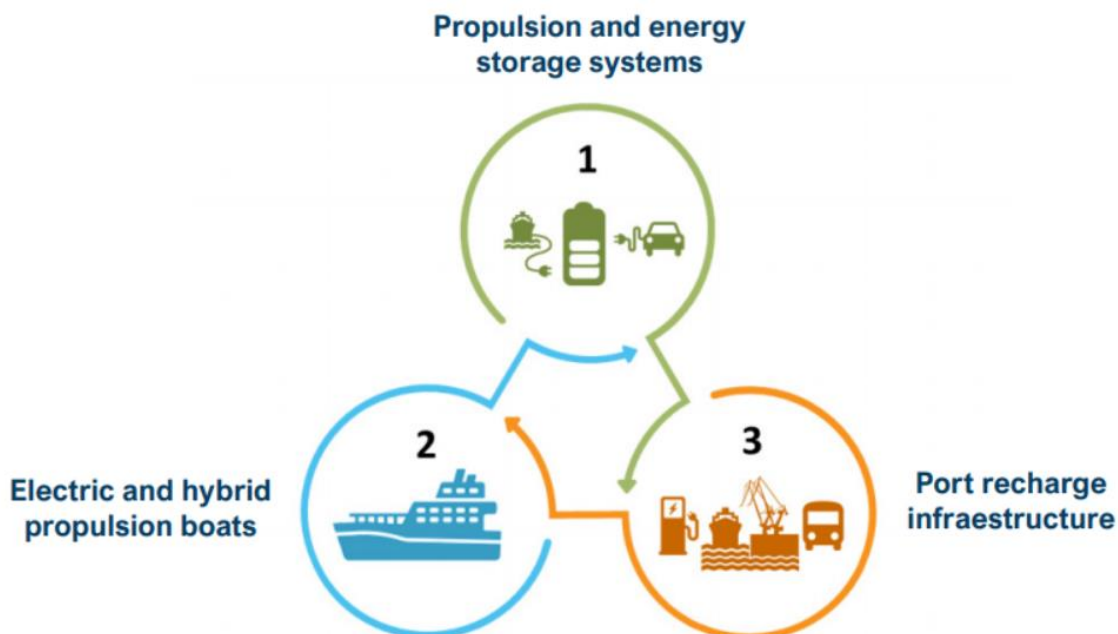 Propulsion and energy
storage systems
1
2
3
Electric and hybrid
propulsion boats
Port recharge
infraestructure